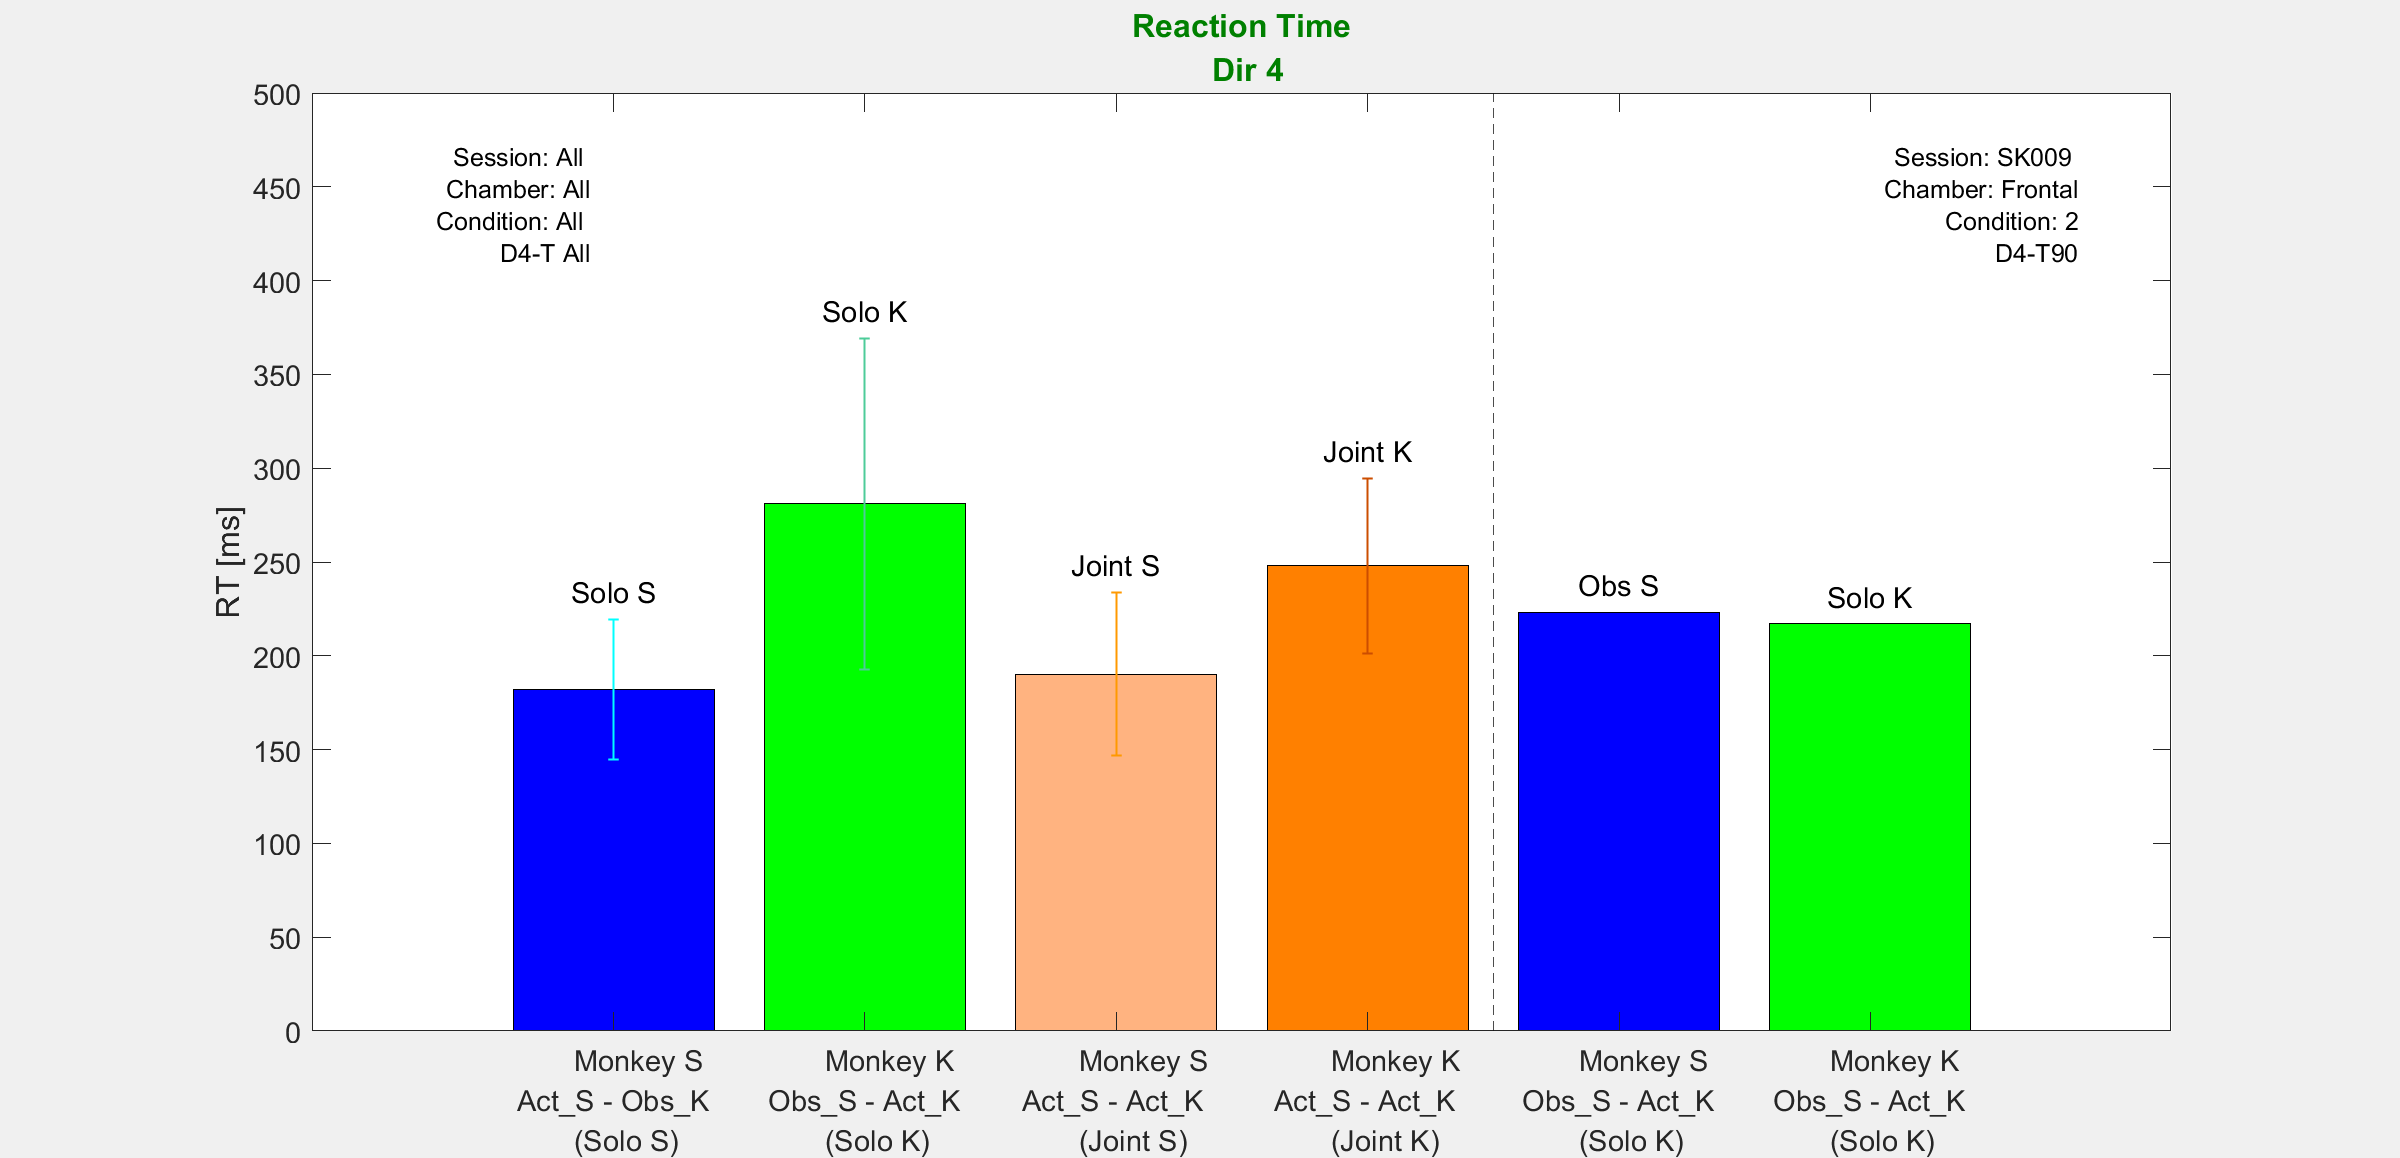 Reaction Time
Dir 4
500
450
400
350
300
250
200
150
100
50
0
RT [ms]
Session: All
Chamber: All
Condition: All
D4-T All
Session: SK009
Chamber: Frontal
Condition: 2
D4-T90
Solo S
Solo K
Joint S
Joint K
Obs S
Solo K
Monkey S
Act_S - Obs_K
(Solo S)
Monkey K
Obs_S - Act_K
(Solo K)
Monkey S
Act_S - Act_K
(Joint S)
Monkey K
Act_S - Act_K
(Joint K)
Monkey S
Obs_S - Act_K
(Solo K)
Monkey K
Obs_S - Act_K
(Solo K)